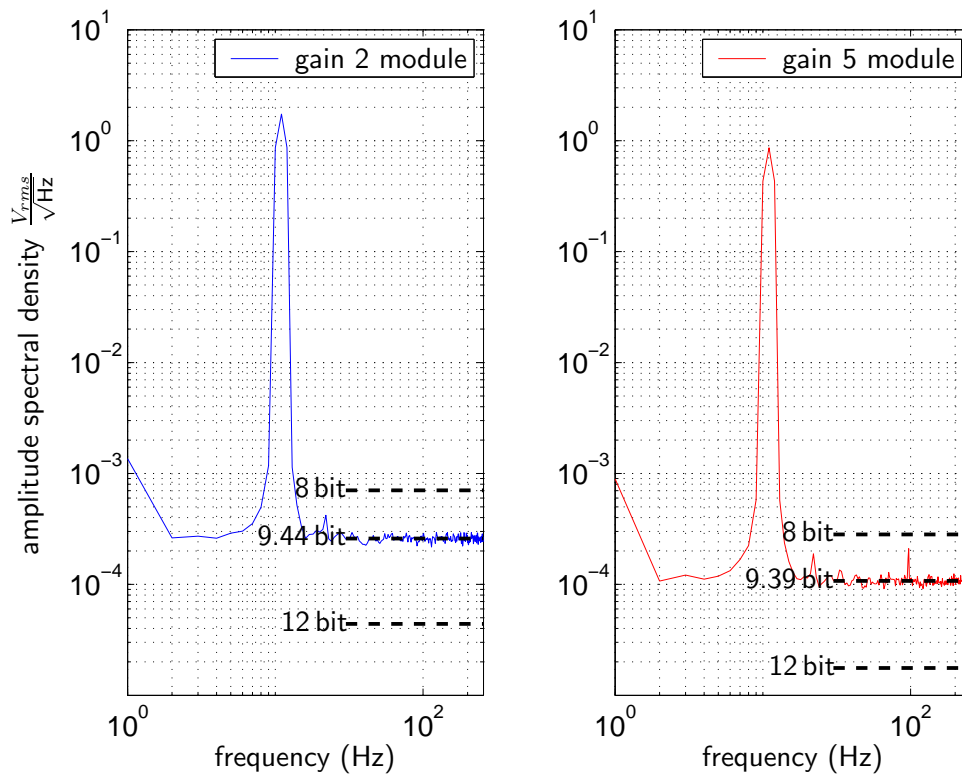 gain 2 module
10^1
10^0
10^-1
10^-2
10^-3
10^-4
amplitude spectral density V_rms/√Hz
8 bit
9.44 bit
12 bit
10^0
10^2
frequency (Hz)
gain 5 module
10^1
10^0
10^-1
10^-2
10^-3
10^-4
8 bit
9.39 bit
12 bit
10^0
10^2
frequency (Hz)